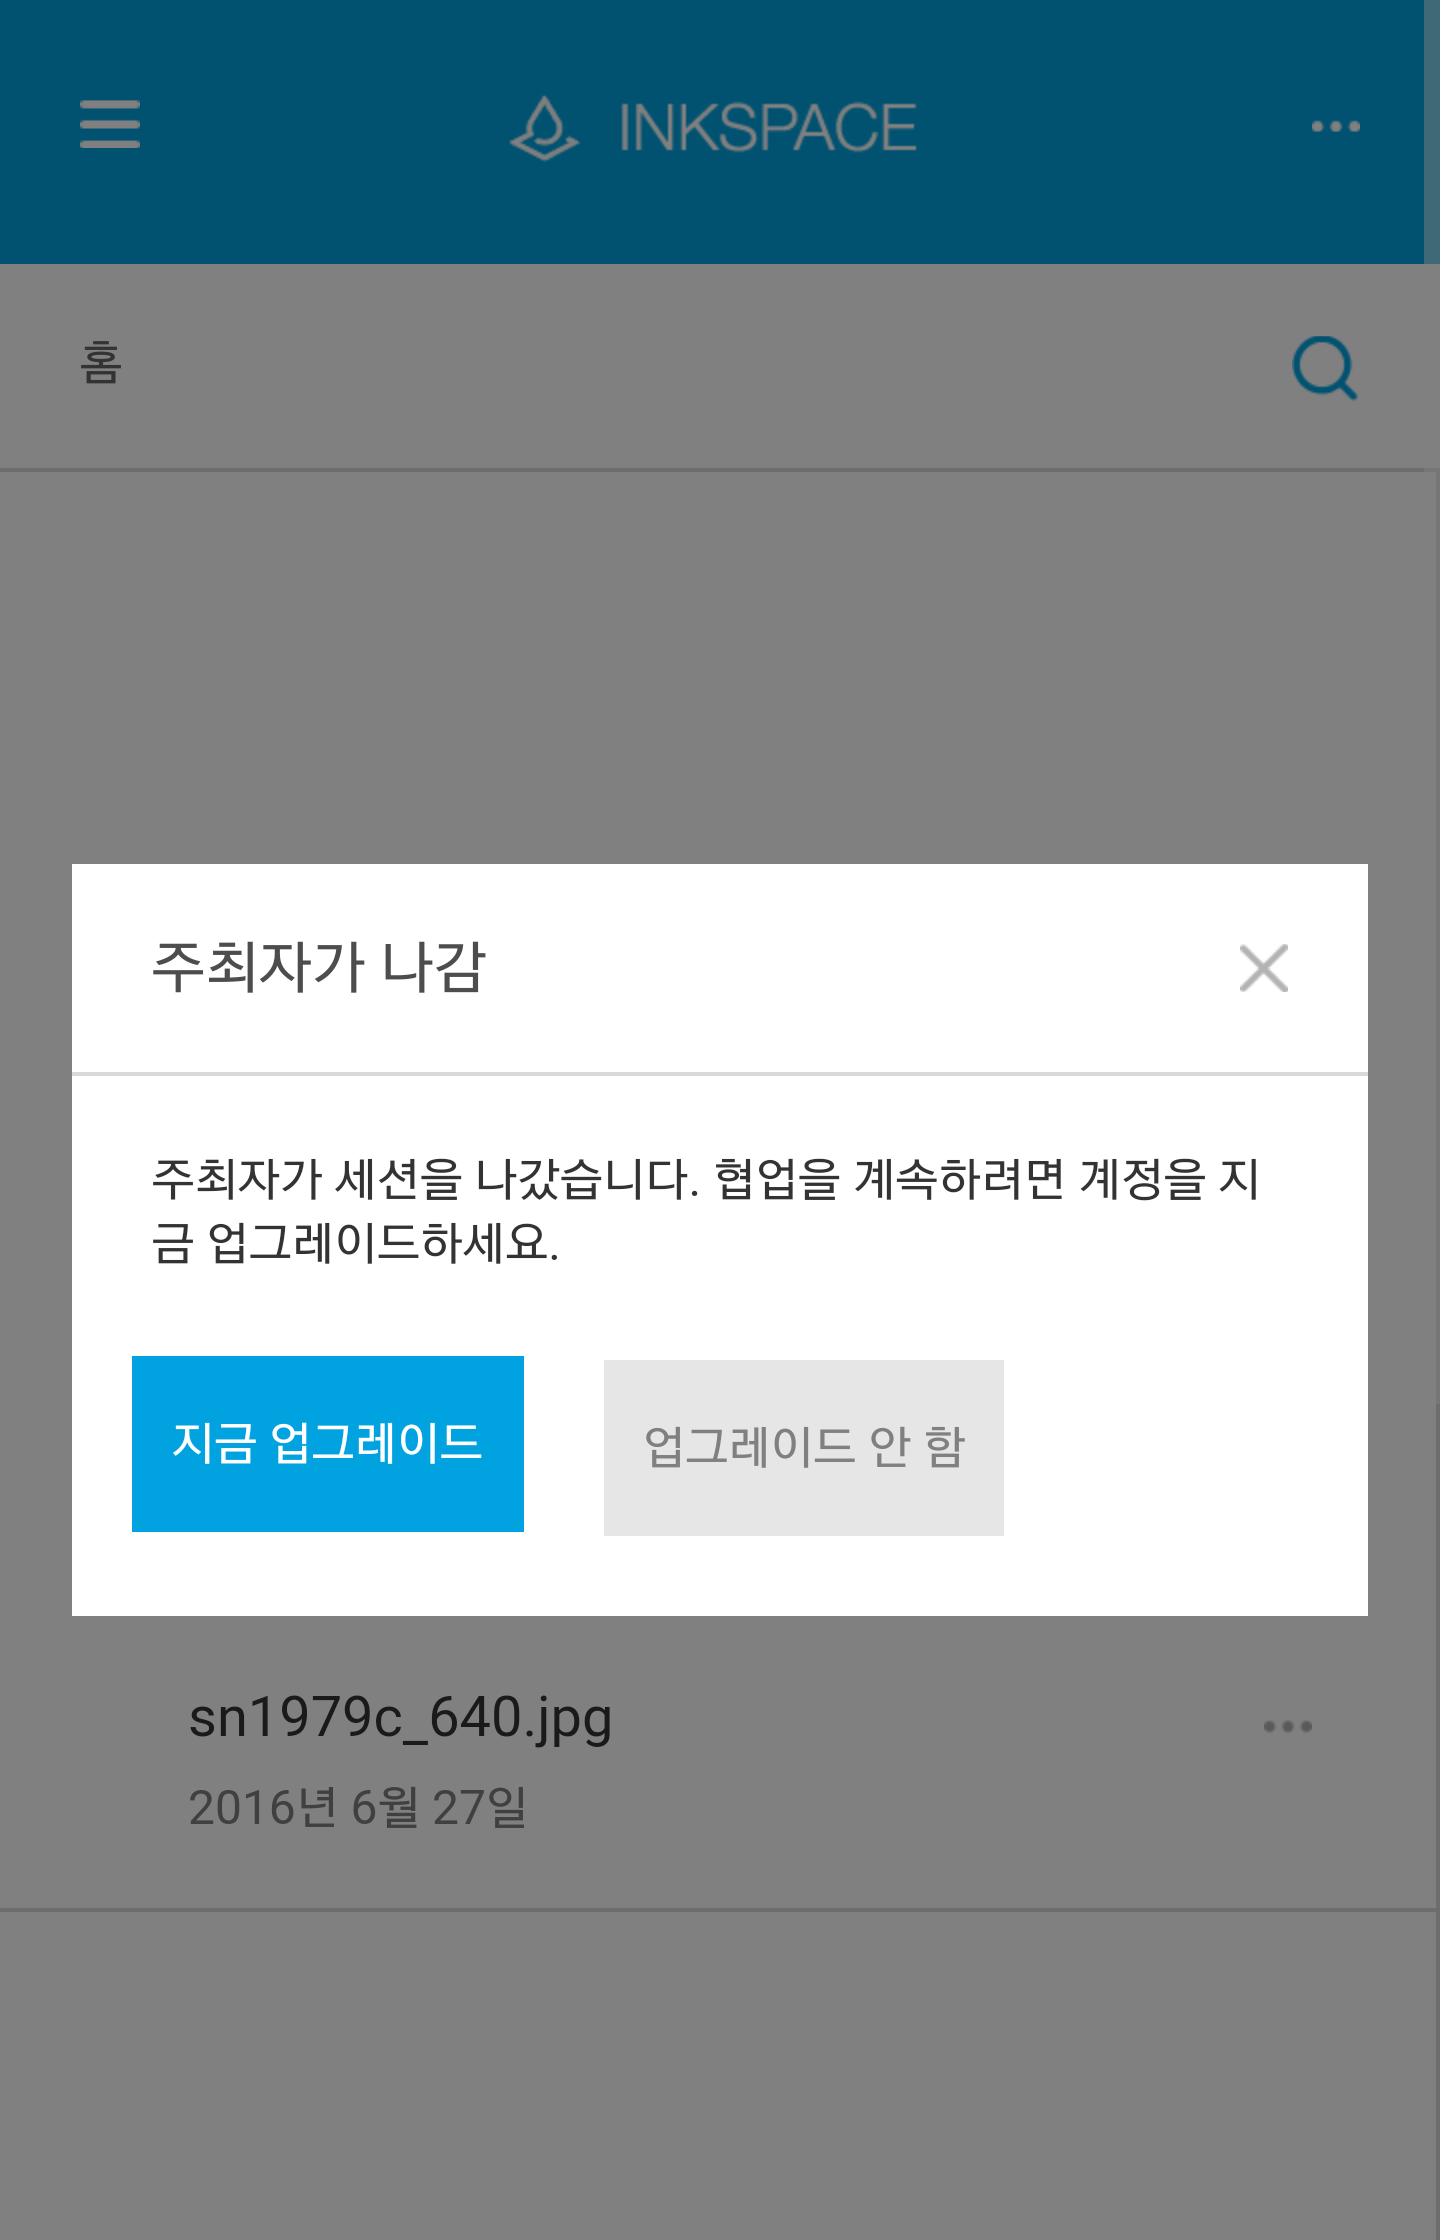 INKSPACE
홈
주최자가 나감
주최자가 세션을 나갔습니다. 협업을 계속하려면 계정을 지
금 업그레이드하세요.
지금 업그레이드
업그레이드 안 함
sn1979c_640.jpg
2016년 6월 27일